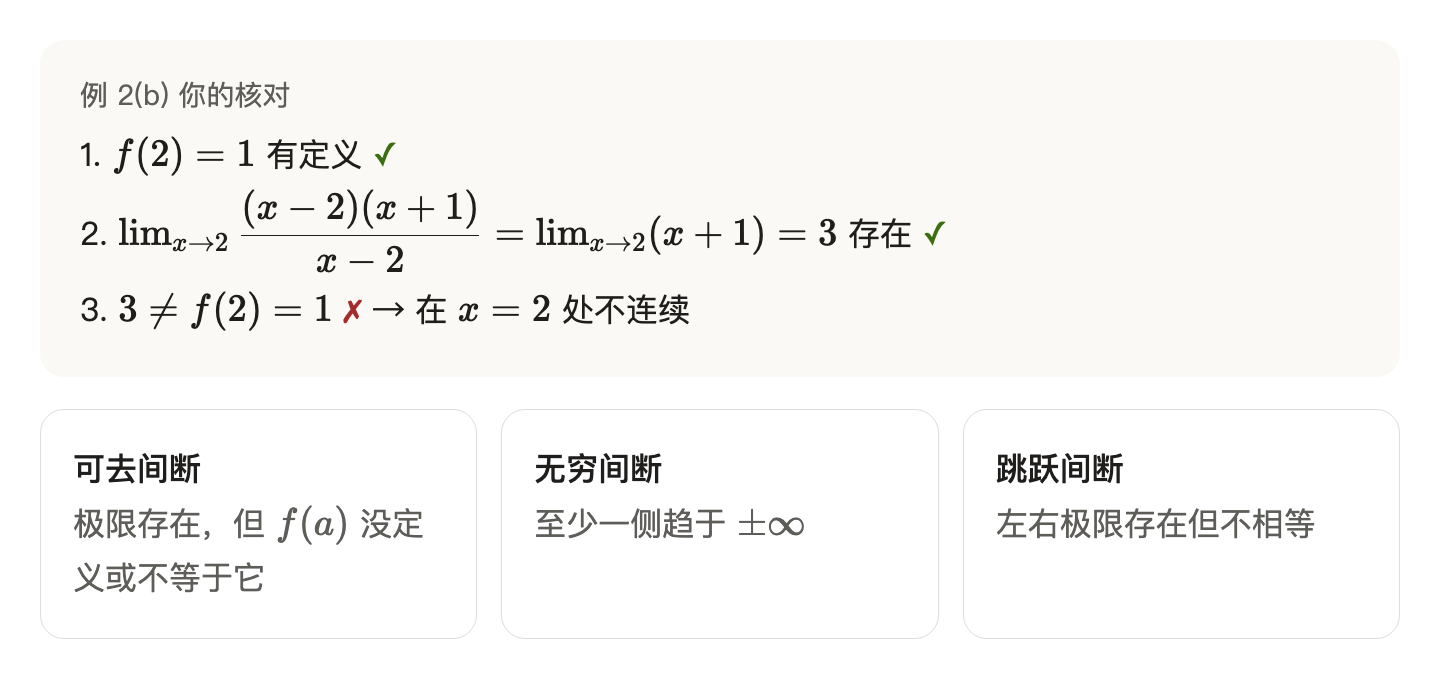 例 2(b) 你的核对
1. f(2) = 1 有定义 ✓
2. lim_{x→2} \frac{(x − 2)(x + 1)}{x − 2} = lim_{x→2}(x + 1) = 3 存在 ✓
3. 3 ≠ f(2) = 1 ✗ → 在 x = 2 处不连续
可去间断
极限存在，但 f(a) 没定
义或不等于它
无穷间断
至少一侧趋于 ±∞
跳跃间断
左右极限存在但不相等